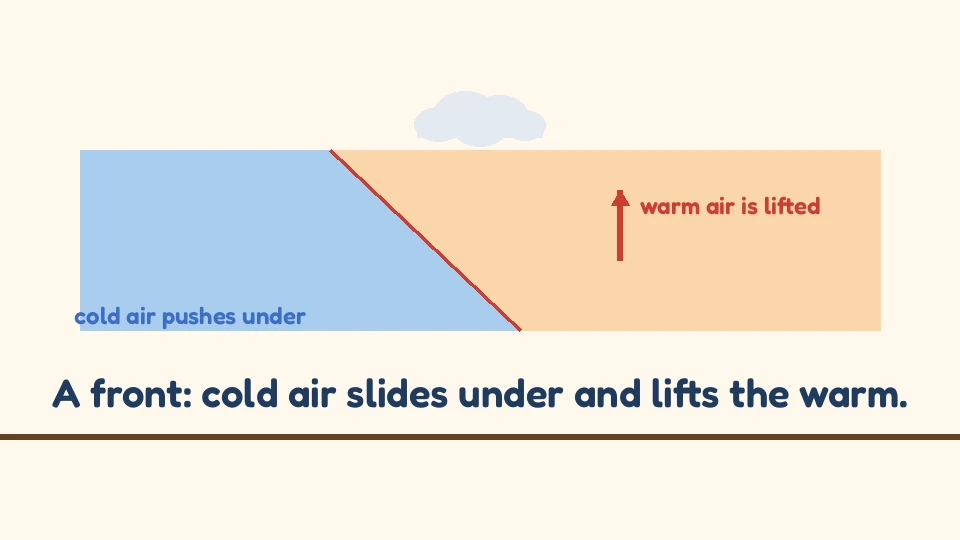 warm air is lifted
cold air pushes under
A front: cold air slides under and lifts the warm.